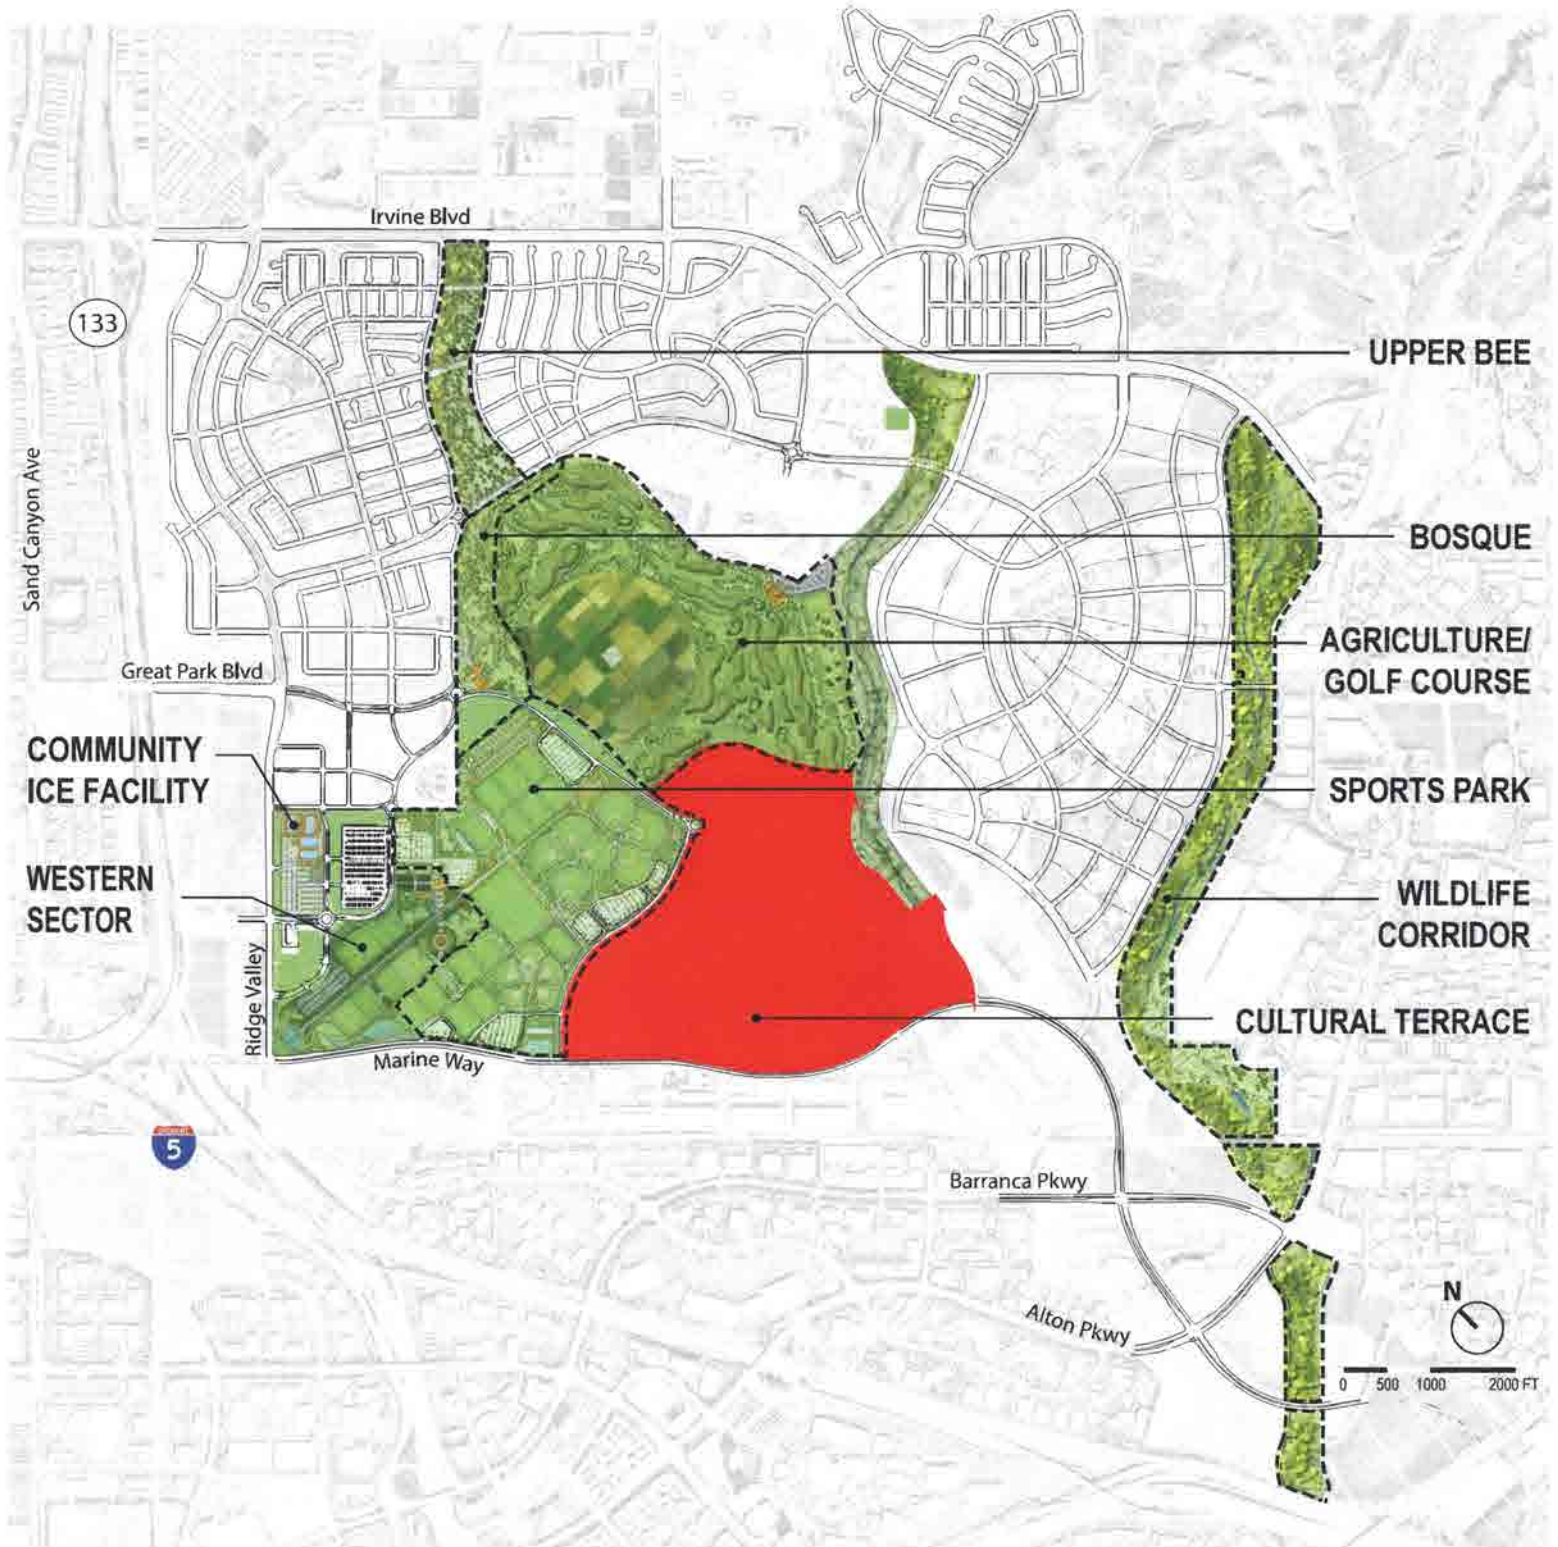 Irvine Blvd
133
UPPER BEE
Sand Canyon Ave
BOSQUE
AGRICULTURE/
GOLF COURSE
Great Park Blvd
COMMUNITY
ICE FACILITY
SPORTS PARK
WESTERN
SECTOR
WILDLIFE
CORRIDOR
Ridge Valley
CULTURAL TERRACE
Marine Way
5
Barranca Pkwy
Alton Pkwy
N
0 500 1000 2000 FT